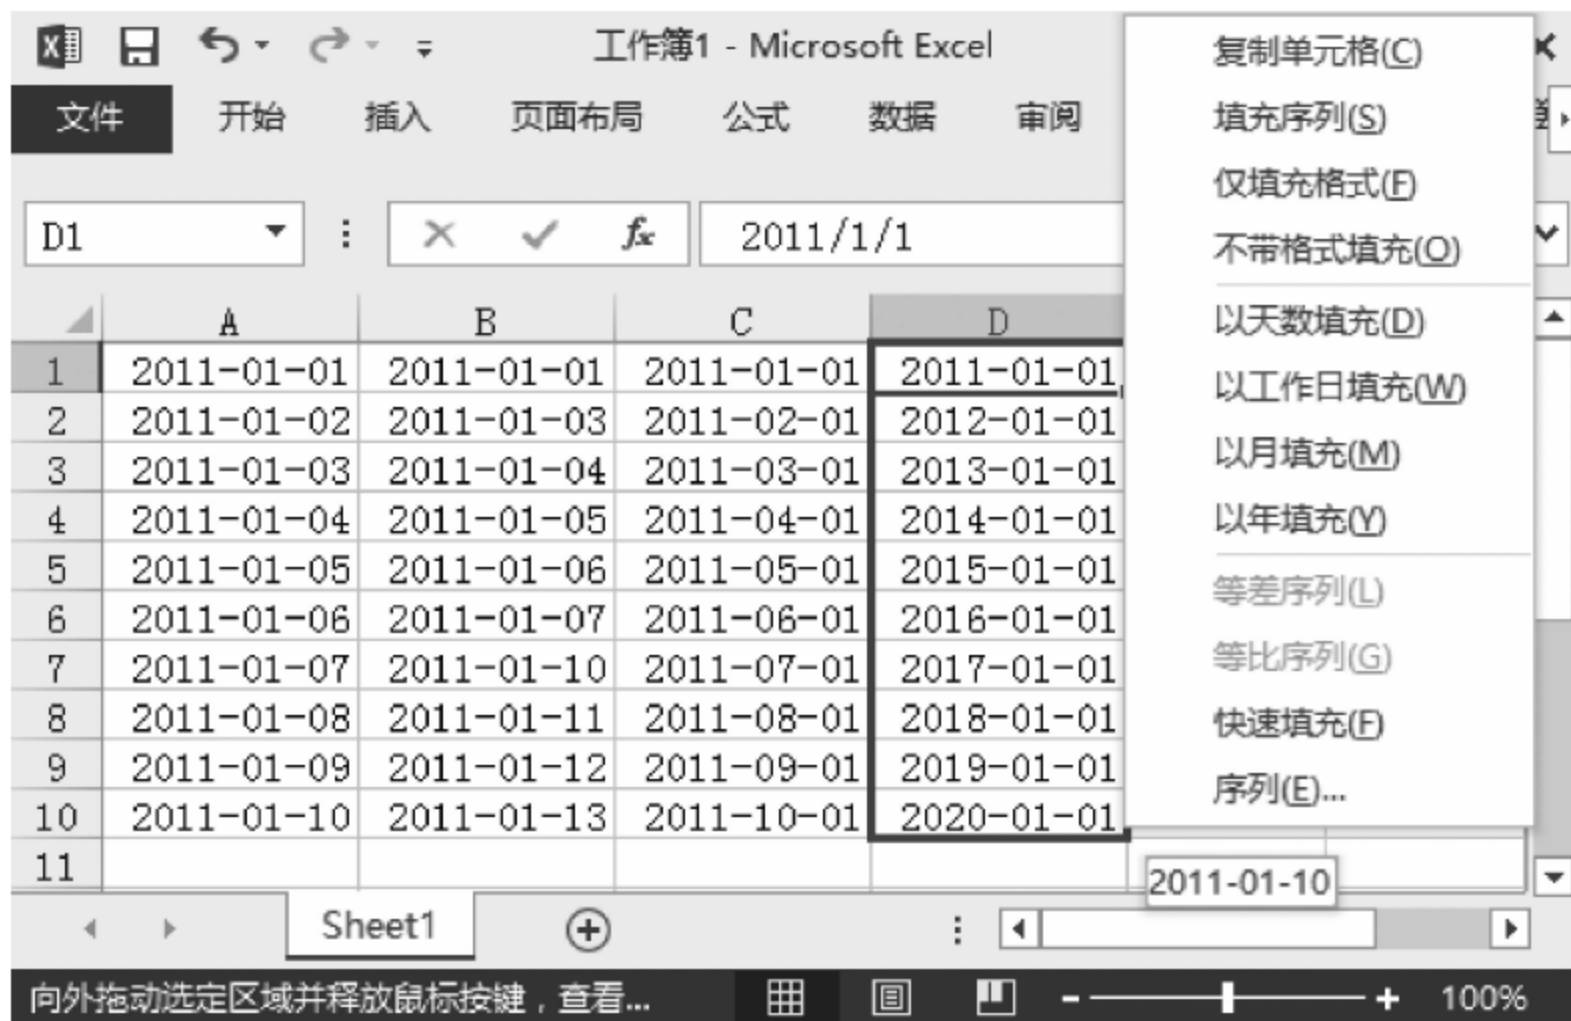 工作簿1 - Microsoft Excel
文件 开始 插入 页面布局 公式 数据 审阅
D1 fx 2011/1/1
A B C D
1 2011-01-01 2011-01-01 2011-01-01 2011-01-01
2 2011-01-02 2011-01-03 2011-02-01 2012-01-01
3 2011-01-03 2011-01-04 2011-03-01 2013-01-01
4 2011-01-04 2011-01-05 2011-04-01 2014-01-01
5 2011-01-05 2011-01-06 2011-05-01 2015-01-01
6 2011-01-06 2011-01-07 2011-06-01 2016-01-01
7 2011-01-07 2011-01-10 2011-07-01 2017-01-01
8 2011-01-08 2011-01-11 2011-08-01 2018-01-01
9 2011-01-09 2011-01-12 2011-09-01 2019-01-01
10 2011-01-10 2011-01-13 2011-10-01 2020-01-01
11
复制单元格(C)
填充序列(S)
仅填充格式(F)
不带格式填充(O)
以天数填充(D)
以工作日填充(W)
以月填充(M)
以年填充(Y)
等差序列(L)
等比序列(G)
快速填充(F)
序列(E)...
2011-01-10
Sheet1
向外拖动选定区域并释放鼠标按键，查看... 100%